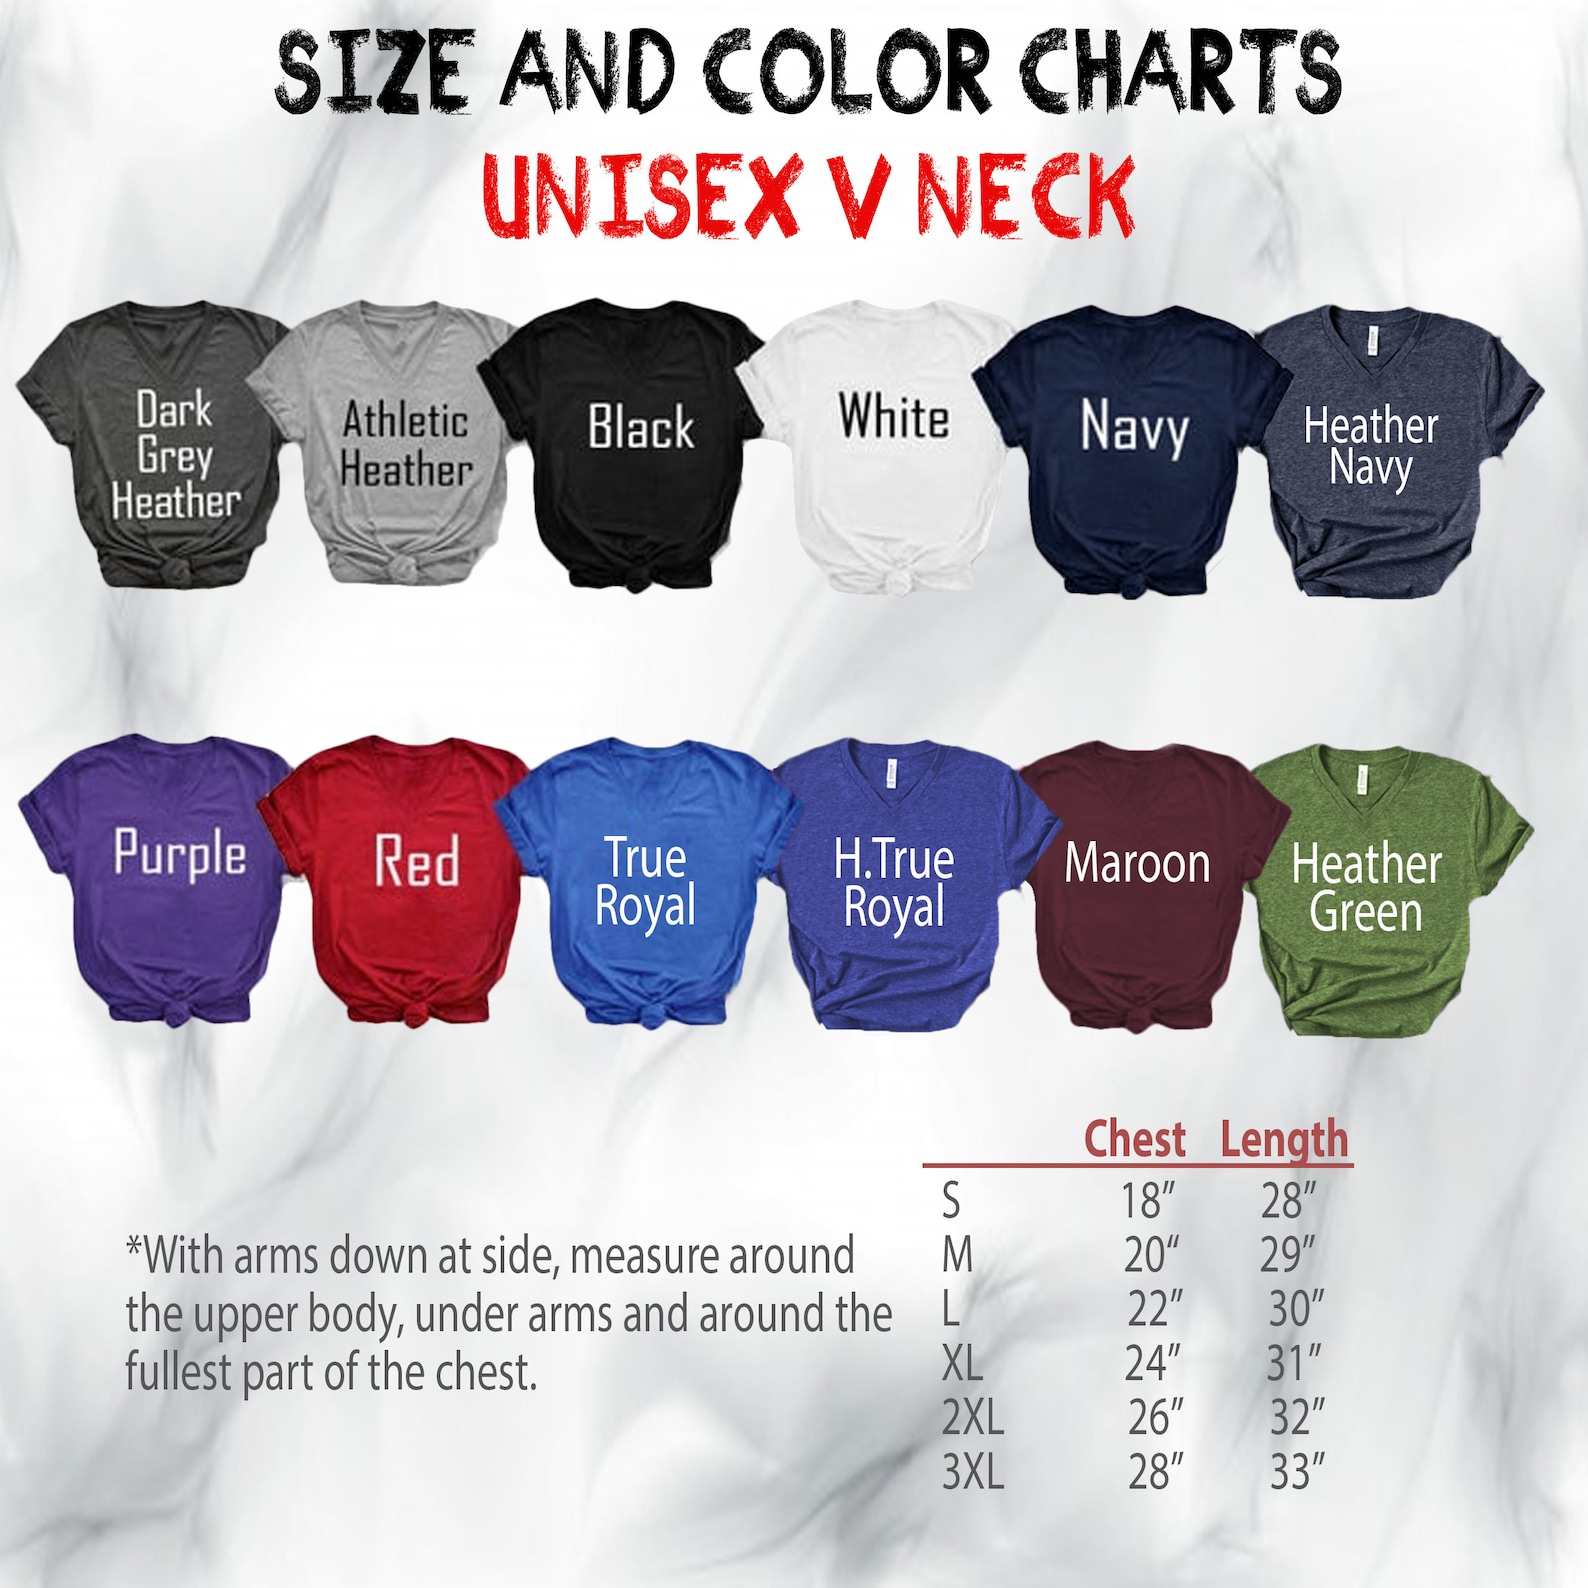 SIZE AND COLOR CHARTS
UNISEX V NECK
Dark
Grey
Heather
Athletic
Heather
Black
White
Navy
Heather
Navy
Purple
Red
True
Royal
H.True
Royal
Maroon
Heather
Green
Chest Length
S 18” 28”
M 20“ 29”
L 22” 30”
XL 24” 31”
2XL 26” 32”
3XL 28” 33”
*With arms down at side, measure around
the upper body, under arms and around the
fullest part of the chest.